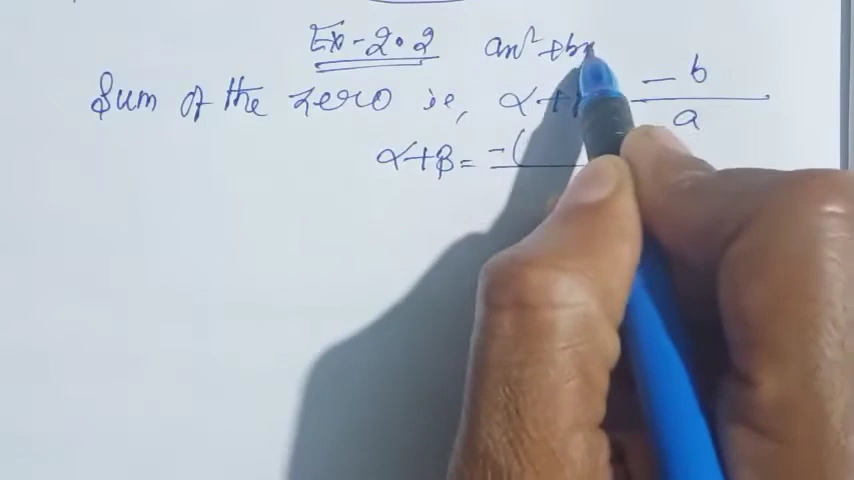 Ex-2.2 ax² + bx
Sum of the zero ie, α+β -b/a
α+β = -(